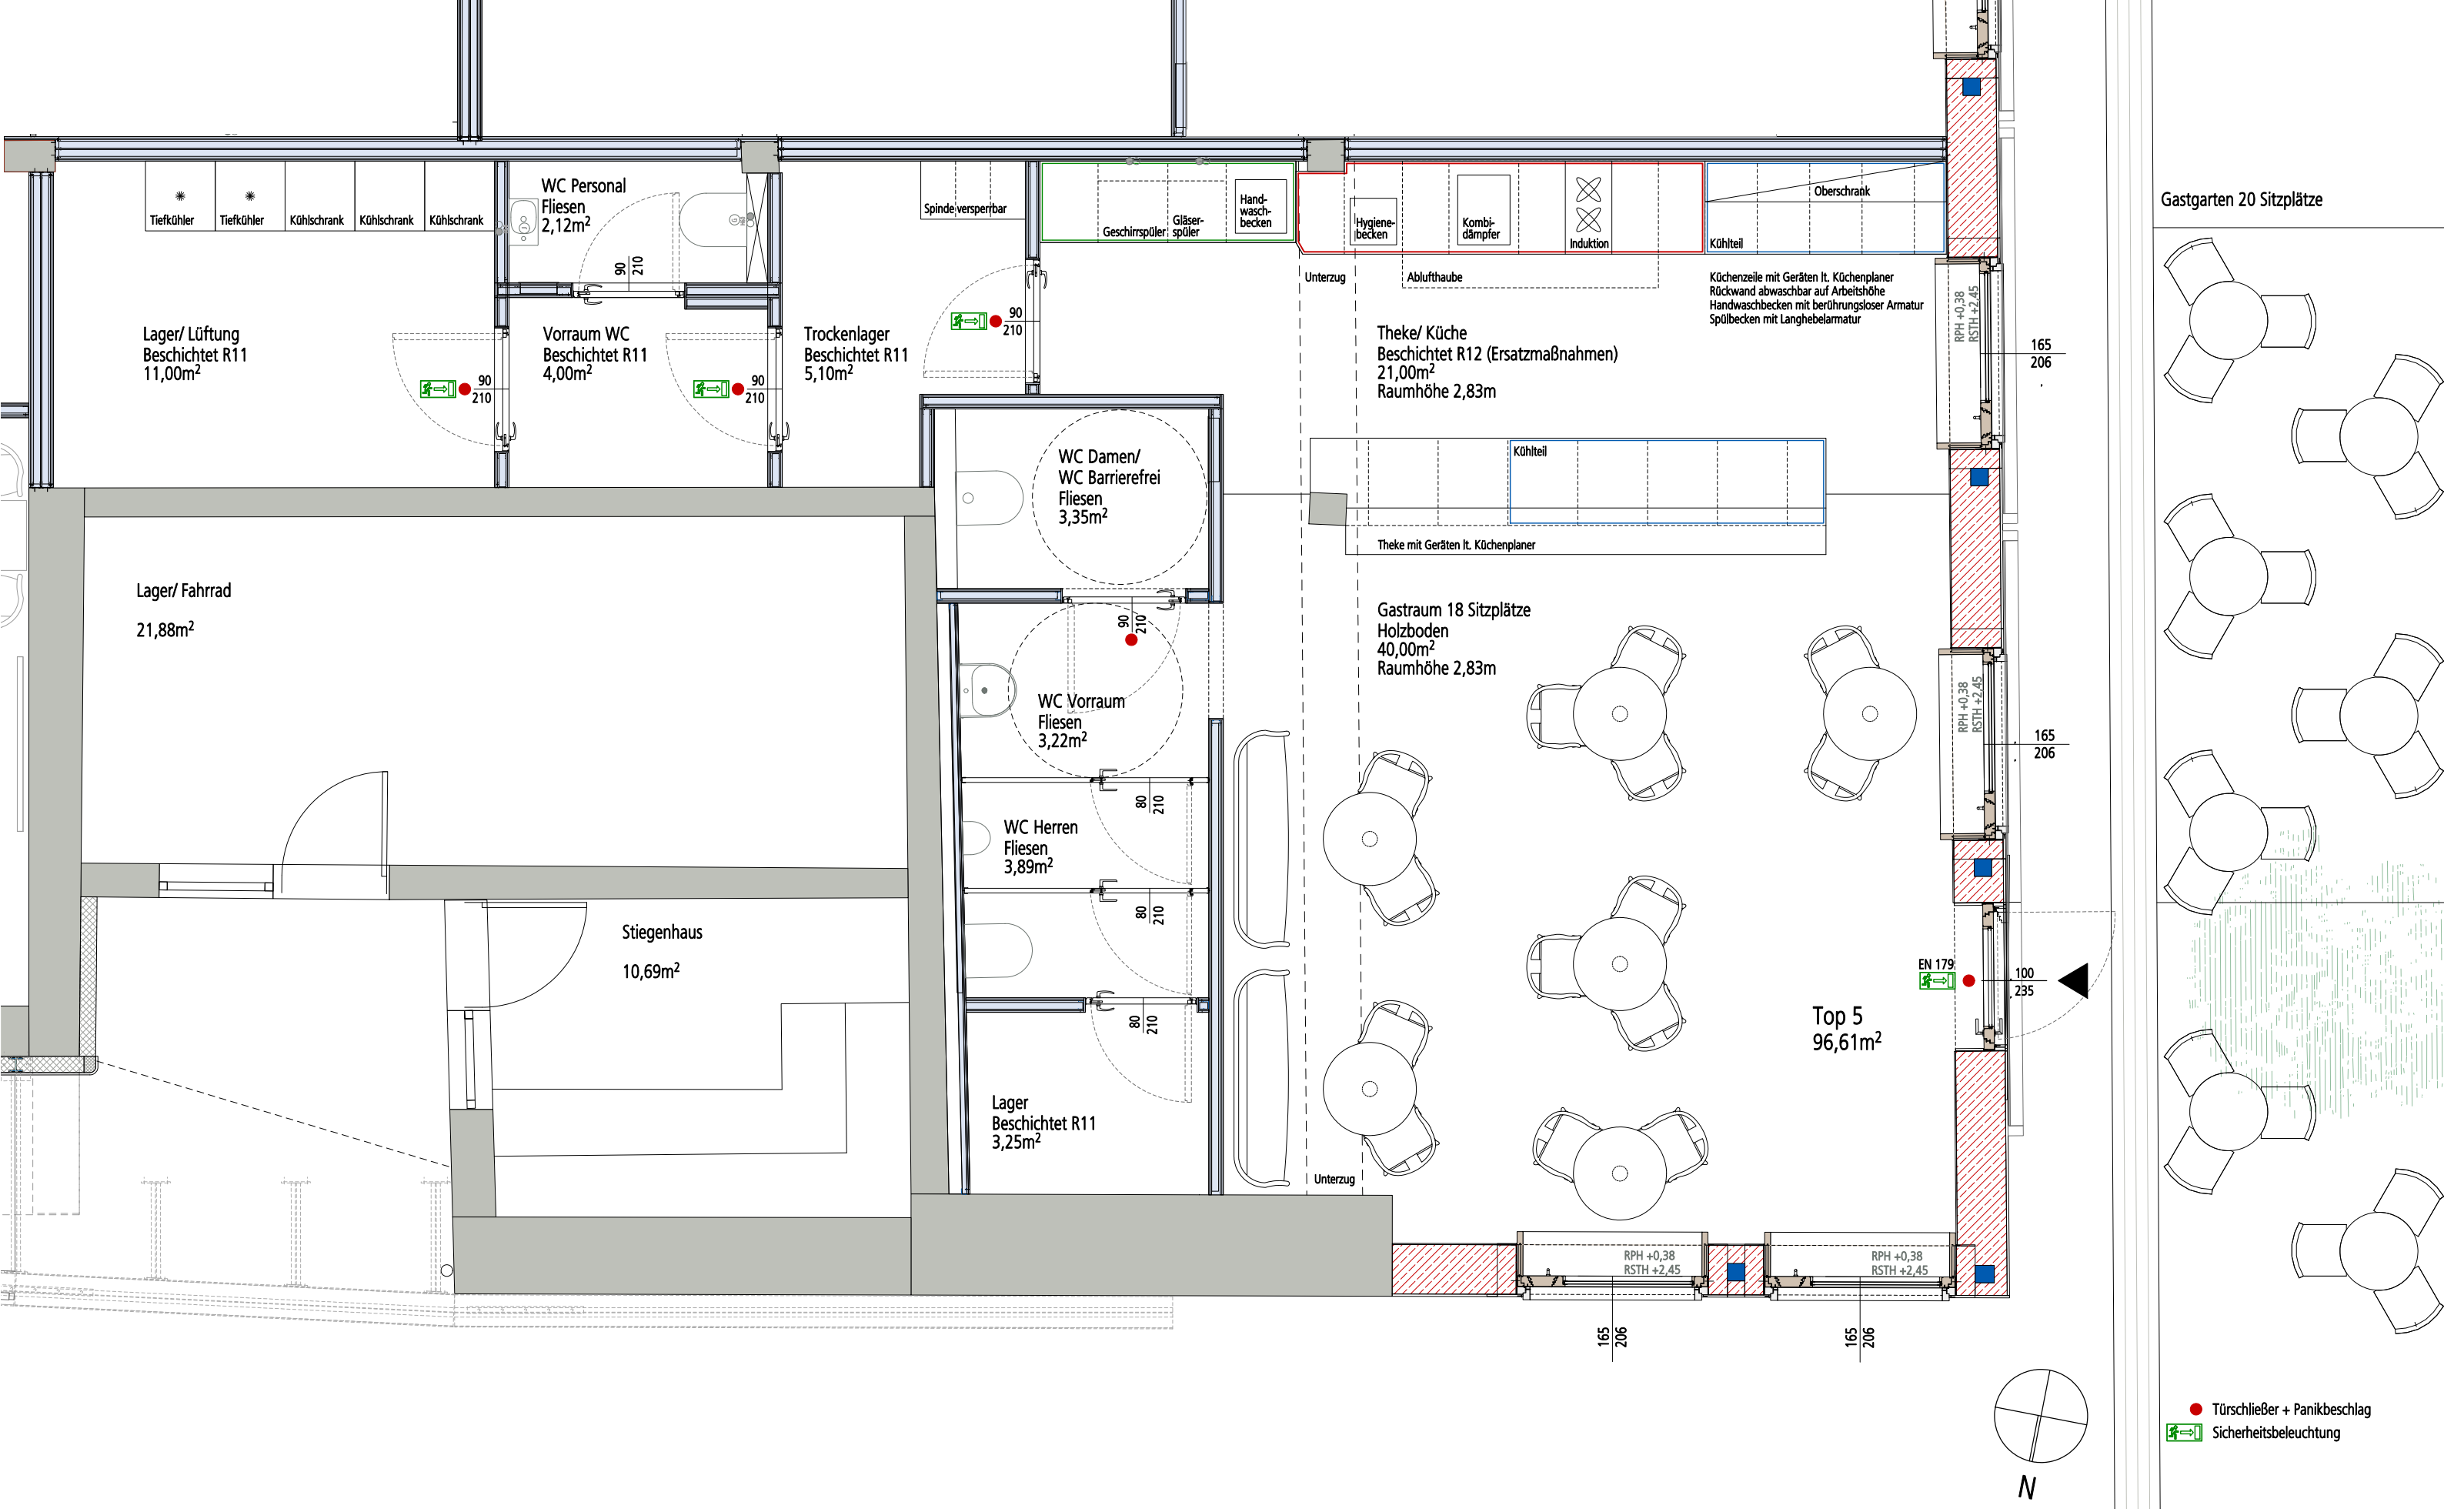 Gastgarten 20 Sitzplätze
Tiefkühler
Tiefkühler
Kühlschrank
Kühlschrank
Kühlschrank
WC Personal
Fliesen
2,12m²
90
210
Spinde versperrbar
Geschirrspüler
Gläser-
spüler
Hand-
wasch-
becken
Hygiene-
becken
Kombi-
dämpfer
Induktion
Oberschrank
Kühlteil
Unterzug
Ablufthaube
Küchenzeile mit Geräten lt. Küchenplaner
Rückwand abwaschbar auf Arbeitshöhe
Handwaschbecken mit berührungsloser Armatur
Spülbecken mit Langhebelarmatur
Lager/ Lüftung
Beschichtet R11
11,00m²
90
210
Vorraum WC
Beschichtet R11
4,00m²
90
210
Trockenlager
Beschichtet R11
5,10m²
90
210
Theke/ Küche
Beschichtet R12 (Ersatzmaßnahmen)
21,00m²
Raumhöhe 2,83m
RPH +0,38
RSTH +2,45
165
206
WC Damen/
WC Barrierefrei
Fliesen
3,35m²
90
210
Kühlteil
Theke mit Geräten lt. Küchenplaner
Lager/ Fahrrad
21,88m²
Gastraum 18 Sitzplätze
Holzboden
40,00m²
Raumhöhe 2,83m
RPH +0,38
RSTH +2,45
165
206
WC Vorraum
Fliesen
3,22m²
80
210
WC Herren
Fliesen
3,89m²
80
210
Stiegenhaus
10,69m²
EN 179
100
235
Top 5
96,61m²
80
210
Lager
Beschichtet R11
3,25m²
Unterzug
RPH +0,38
RSTH +2,45
RPH +0,38
RSTH +2,45
165
206
165
206
N
Türschließer + Panikbeschlag
Sicherheitsbeleuchtung